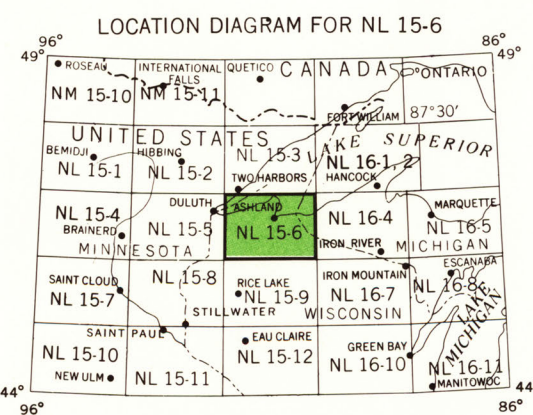 LOCATION DIAGRAM FOR NL 15-6
96° 86°
49° 49°
ROSEAU INTERNATIONAL FALLS QUETICO CANADA ONTARIO
NM 15-10 NM 15-11 FORT WILLIAM 87°30'
UNITED STATES LAKE SUPERIOR
BEMIDJI HIBBING NL 15-3 NL 16-1, 2
NL 15-1 NL 15-2 TWO HARBORS HANCOCK
NL 15-4 DULUTH ASHLAND NL 16-4 MARQUETTE
BRAINERD NL 15-5 NL 15-6 IRON RIVER NL 16-5
MINNESOTA MICHIGAN
SAINT CLOUD NL 15-8 RICE LAKE IRON MOUNTAIN ESCANABA
NL 15-7 NL 15-9 NL 16-7 NL 16-8
STILLWATER WISCONSIN LAKE MICHIGAN
SAINT PAUL EAU CLAIRE GREEN BAY
NL 15-10 NL 15-11 NL 15-12 NL 16-10 NL 16-11
NEW ULM MANITOWOC
44° 44°
96° 86°